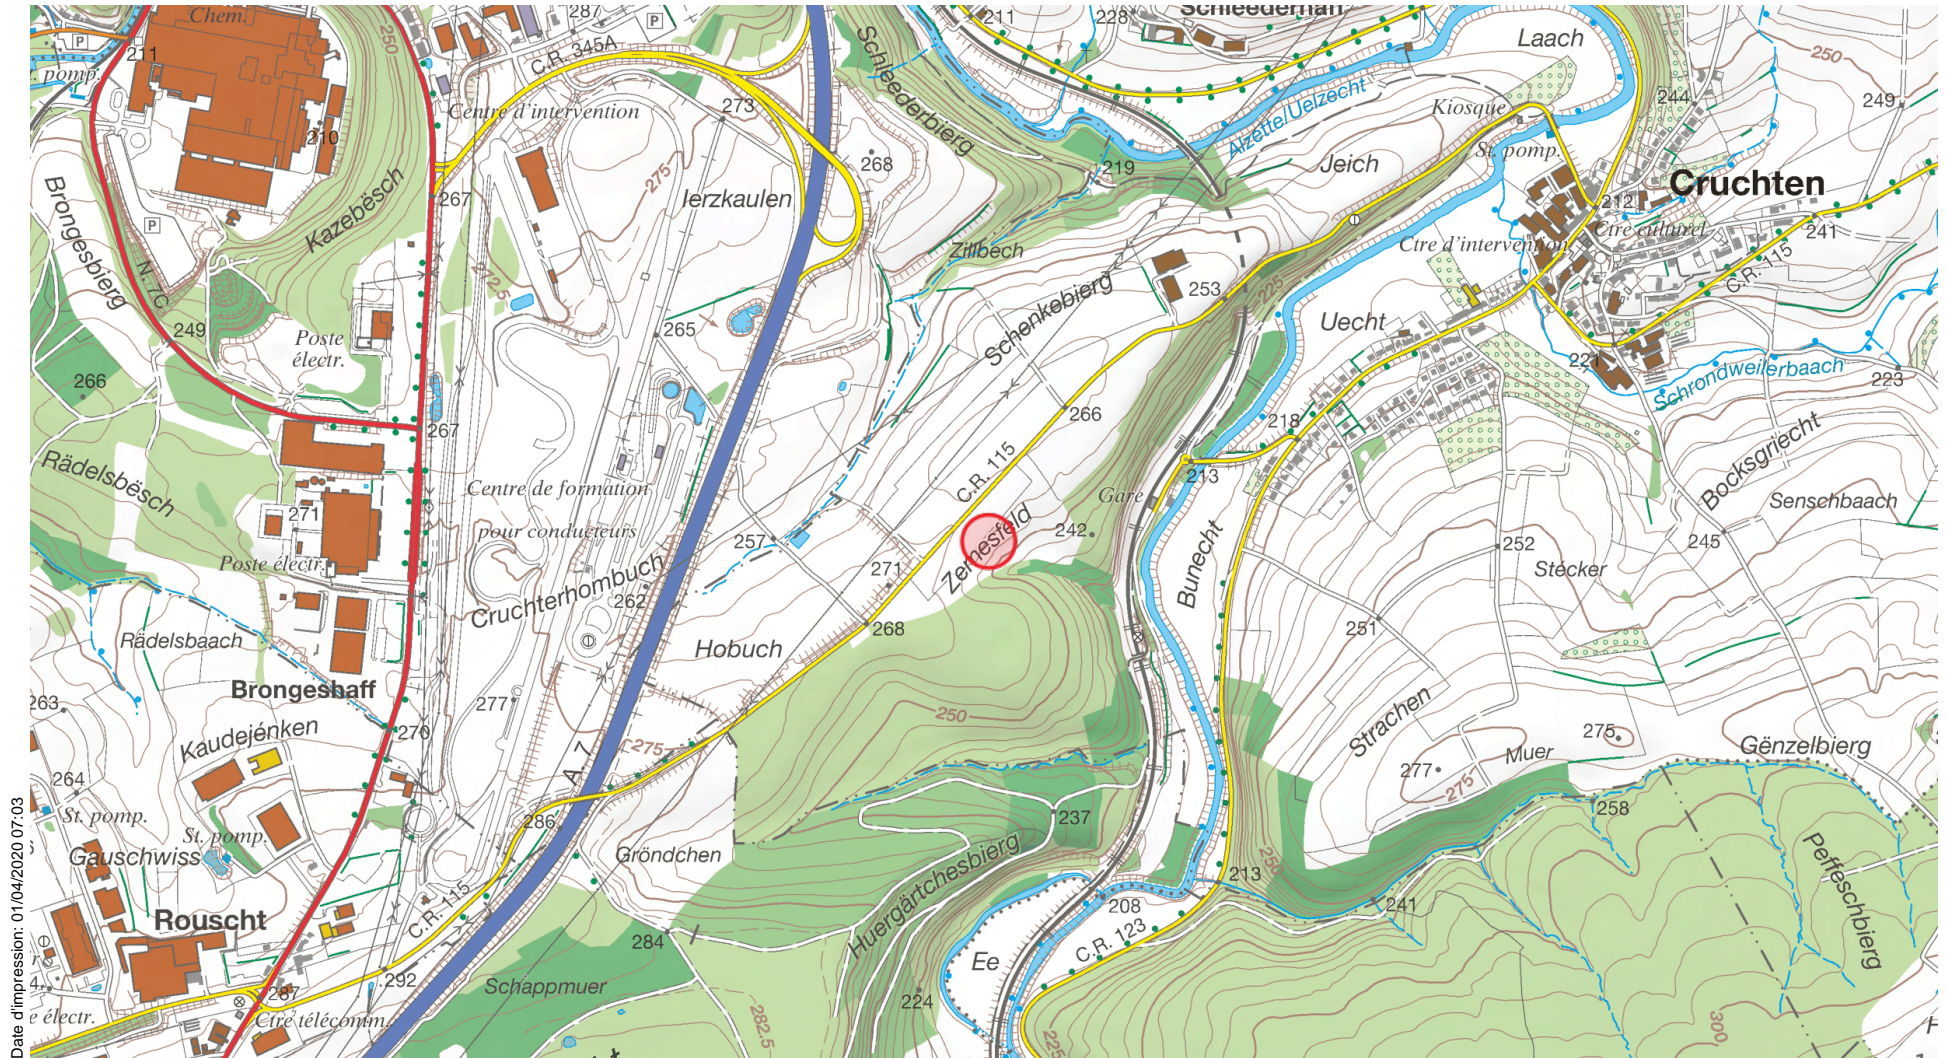 Chem.
287
P
211
228
Schleederhafl
Laach
250
P
211
pomp.
250
C.R. 345A
Schleederbierg
Centre d'intervention
273
Alzette/Uelzecht
Kiosque
244
249
210
268
219
Jeich
St. pomp.
Cruchten
Brongesbierg
Kazebësch
267
275
Ierzkaulen
212
P
Zillbech
Ctre d'intervention
Ctre culturel
241
N. 7C
272.5
Schenkebierg
253
225
C.R. 115
249
Poste
électr.
265
Uecht
221
Schrondweilerbaach
223
266
266
218
267
Rädelsbësch
C.R. 115
213
Bocksgriecht
Centre de formation
pour conducteurs
Gare
Senschbaach
271
257
242
252
245
Poste électr.
Cruchterhombuch
271
Stécker
262
Bunecht
268
251
Rädelsbaach
Hobuch
Brongeshaff
263
277
250
Strachen
270
Kaudejénken
275
A. 7
275
Muer
Gënzelbierg
277
275
264
258
St. pomp.
286
237
St. pomp.
Gauschwiss
Gröndchen
Huergärtchesbierg
213
250
Peffeschbierg
241
208
Rouscht
C.R. 115
284
C.R. 123
Ee
292
Schappmuer
224
287
Ctre télécomm.
282.5
225
300
e électr.
Date d'impression: 01/04/2020 07:03